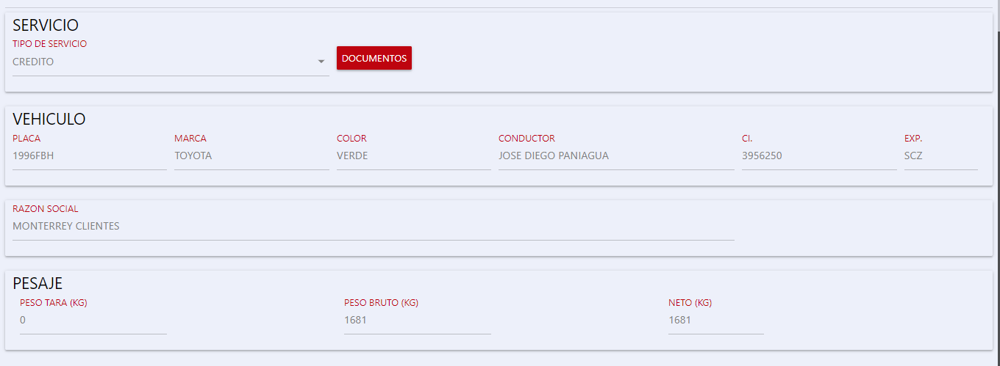 SERVICIO
TIPO DE SERVICIO
CREDITO
DOCUMENTOS
VEHICULO
PLACA MARCA COLOR CONDUCTOR CI. EXP.
1996FBH TOYOTA VERDE JOSE DIEGO PANIAGUA 3956250 SCZ
RAZON SOCIAL
MONTERREY CLIENTES
PESAJE
PESO TARA (KG) PESO BRUTO (KG) NETO (KG)
0 1681 1681